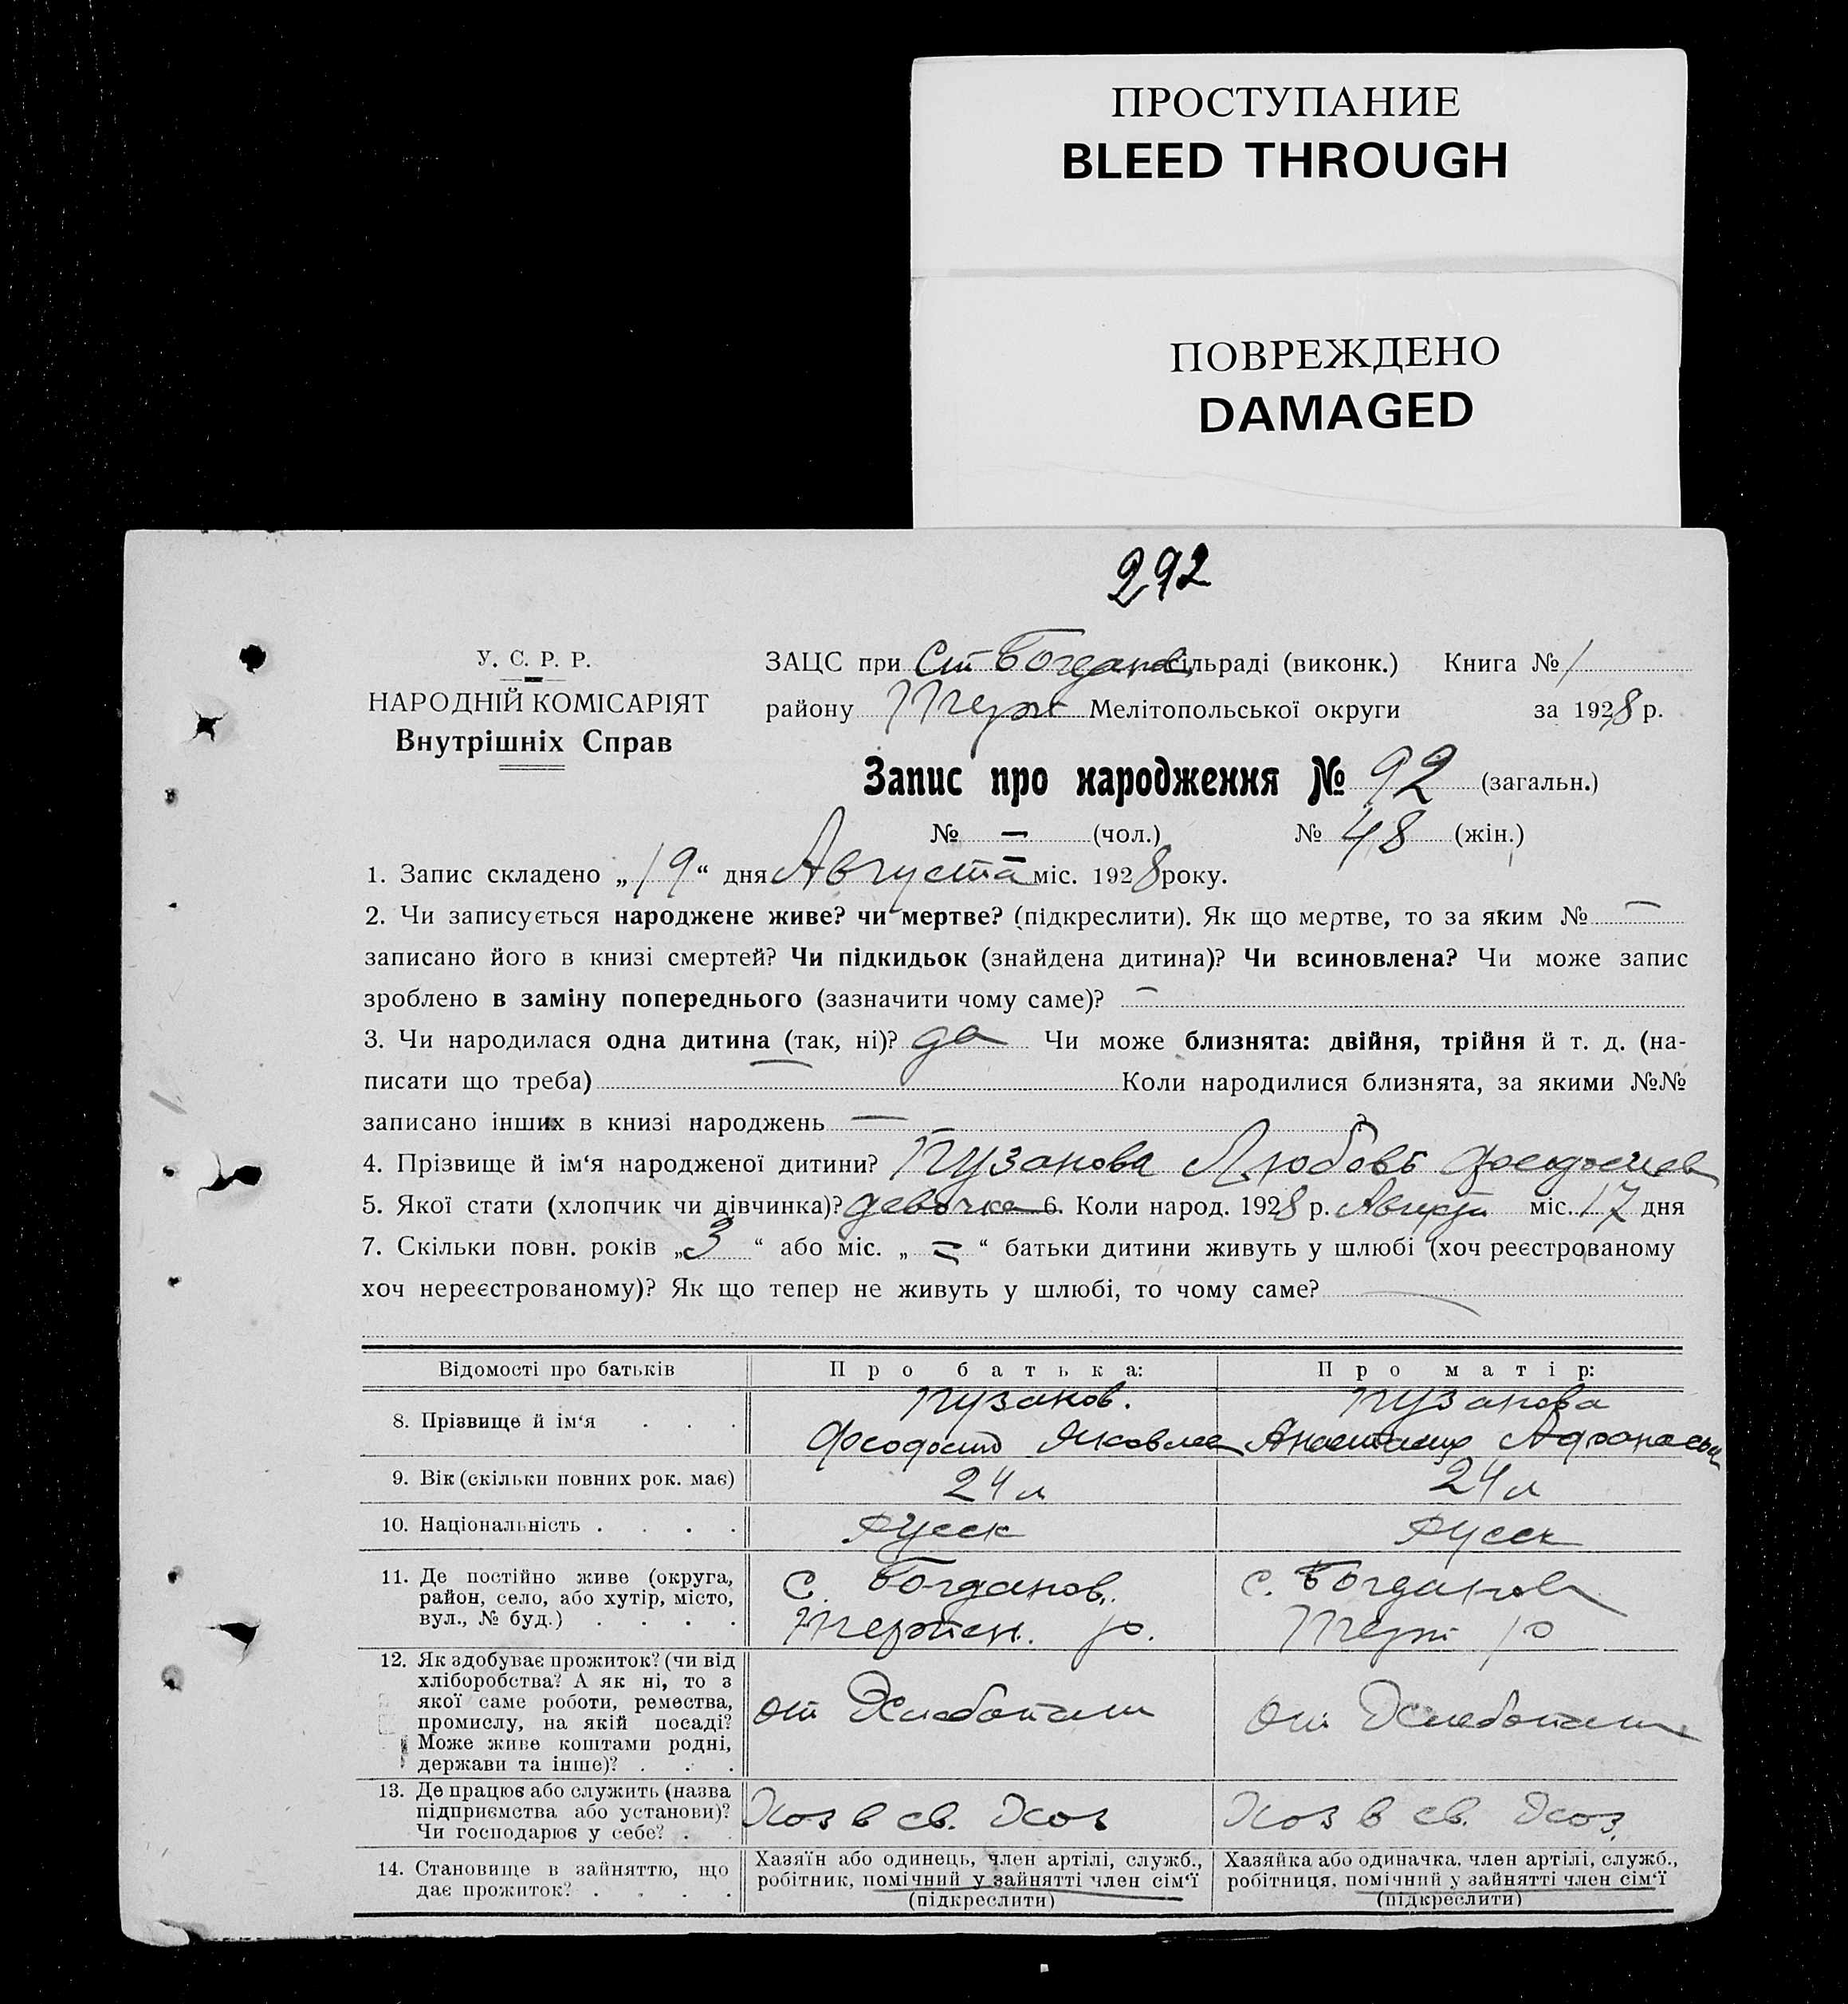 ПРОСТУПАНИЕ
BLEED THROUGH
ПОВРЕЖДЕНО
DAMAGED
292
У. С. Р. Р.
НАРОДНІЙ КОМІСАРІЯТ
Внутрішніх Справ
ЗАЦС при Ст Богданов сільраді (виконк.) Книга № 1
району Терп Мелітопольської округи за 1928 р.
Запис про народження № 92 (загальн.)
№ — (чол.) № 48 (жін.)
1. Запис складено „19“ дня Августа міс. 1928 року.
2. Чи записується народжене живе? чи мертве? (підкреслити). Як що мертве, то за яким № —
записано його в книзі смертей? Чи підкидьок (знайдена дитина)? Чи всиновлена? Чи може запис
зроблено в заміну попереднього (зазначити чому саме)? —
3. Чи народилася одна дитина (так, ні)? да Чи може близнята: двійня, трійня й т. д. (на-
писати що треба) — Коли народилися близнята, за якими №№
записано інших в книзі народжень — ?
4. Прізвище й ім‘я народженої дитини? Пузанова Любовь Феодосиев
5. Якої стати (хлопчик чи дівчинка)? девочка 6. Коли народ. 1928 р. Август міс. 17 дня
7. Скільки повн. років „3“ або міс. „—“ батьки дитини живуть у шлюбі (хоч реєстрованому
хоч нереєстрованому)? Як що тепер не живуть у шлюбі, то чому саме? —
Відомості про батьків Про батька: Про матір:
8. Прізвище й ім‘я . . . Пузанов. Пузанова
Феодосий Яковлев Анастасия Афонасьи
9. Вік (скільки повних рок. має) 24 л 24 л
10. Національність . . . . Русск Русск
11. Де постійно живе (округа,
район, село, або хутір, місто,
вул., № буд.) . . . .
с. Богданов.
Терпен. р.
с. Богданов
Терп р
12. Як здобуває прожиток? (чи від
хліборобства? А як ні, то з
якої саме роботи, ремества,
промислу, на якій посаді?
Може живе коштами родні,
держави та інше)? . . .
от Хлебопаш
от Хлебопаш
13. Де працює або служить (назва
підприємства або установи)?
Чи господарює у себе? . .
Хоз в св. Хоз
Хоз в св. Хоз.
14. Становище в зайняттю, що
дає прожиток? . . . .
Хазяїн або одинець, член артілі, служб.,
робітник, помічний у зайнятті член сім‘ї
(підкреслити)
Хазяйка або одиначка, член артілі, служб.,
робітниця, помічний у зайнятті член сім‘ї
(підкреслити)